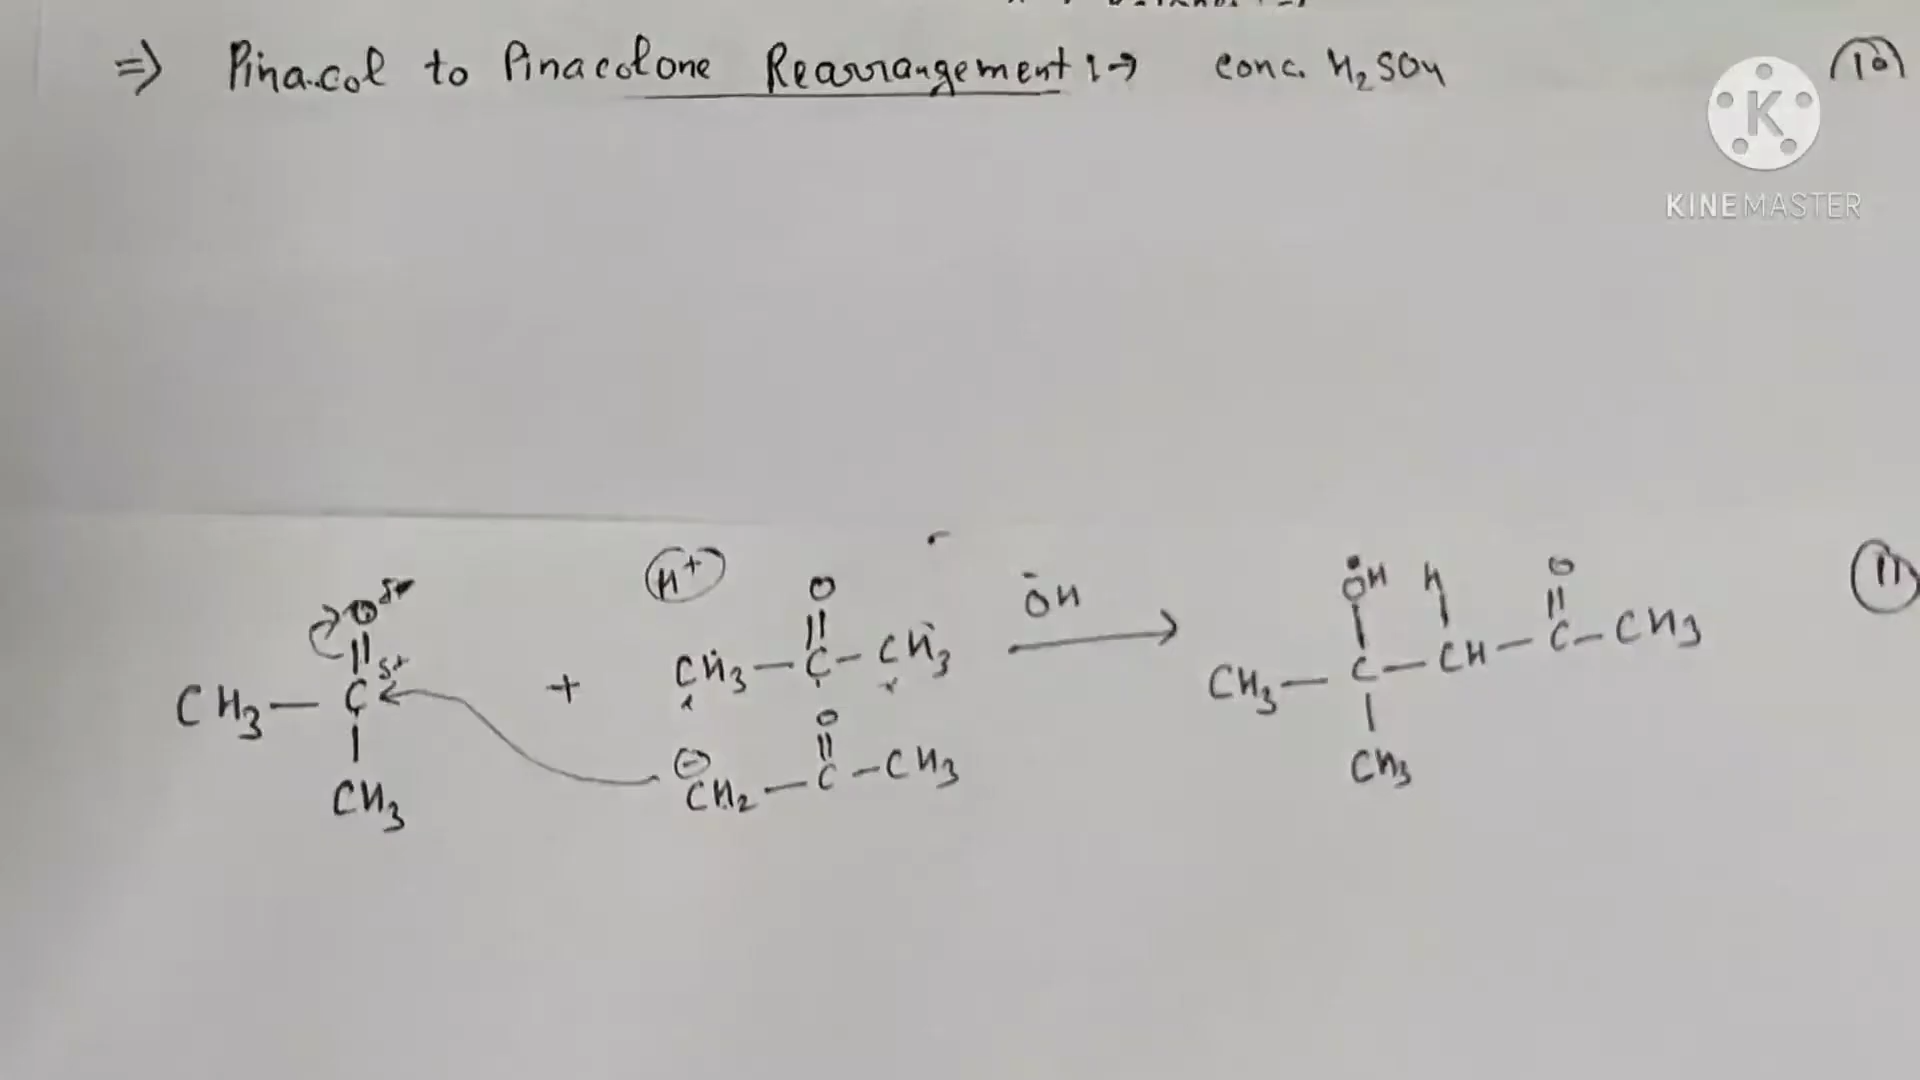 ⇒ Pinacol to Pinacolone Rearrangement :→ conc. H₂SO₄ (10)
KINEMASTER
O δ-
H+
O
ŌH
OH H O
(11)
δ+
CH₃ — C
+
CH₃ — C — CH₃
CH₃ — C — CH — C — CH₃
O
⊖
CH₂ — C — CH₃
CH₃
CH₃